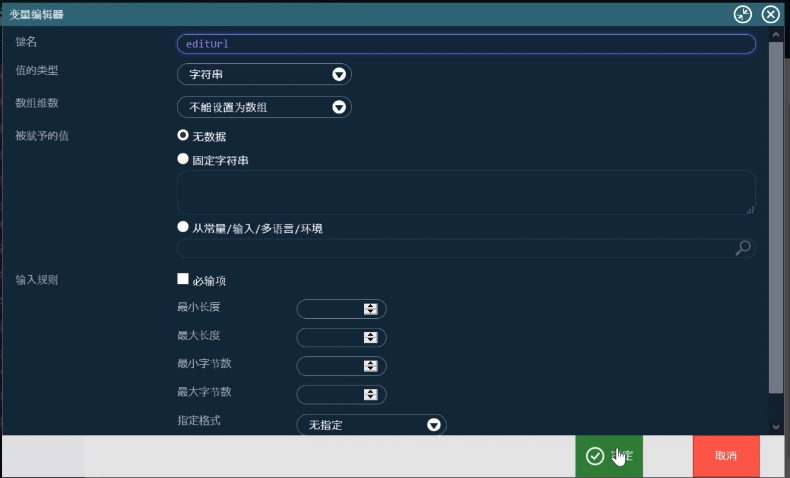 变量编辑器
键名
editUrl
值的类型
字符串
数组维数
不能设置为数组
被赋予的值
无数据
固定字符串
从常量/输入/多语言/环境
输入规则
必输项
最小长度
最大长度
最小字节数
最大字节数
指定格式
无指定
定
取消